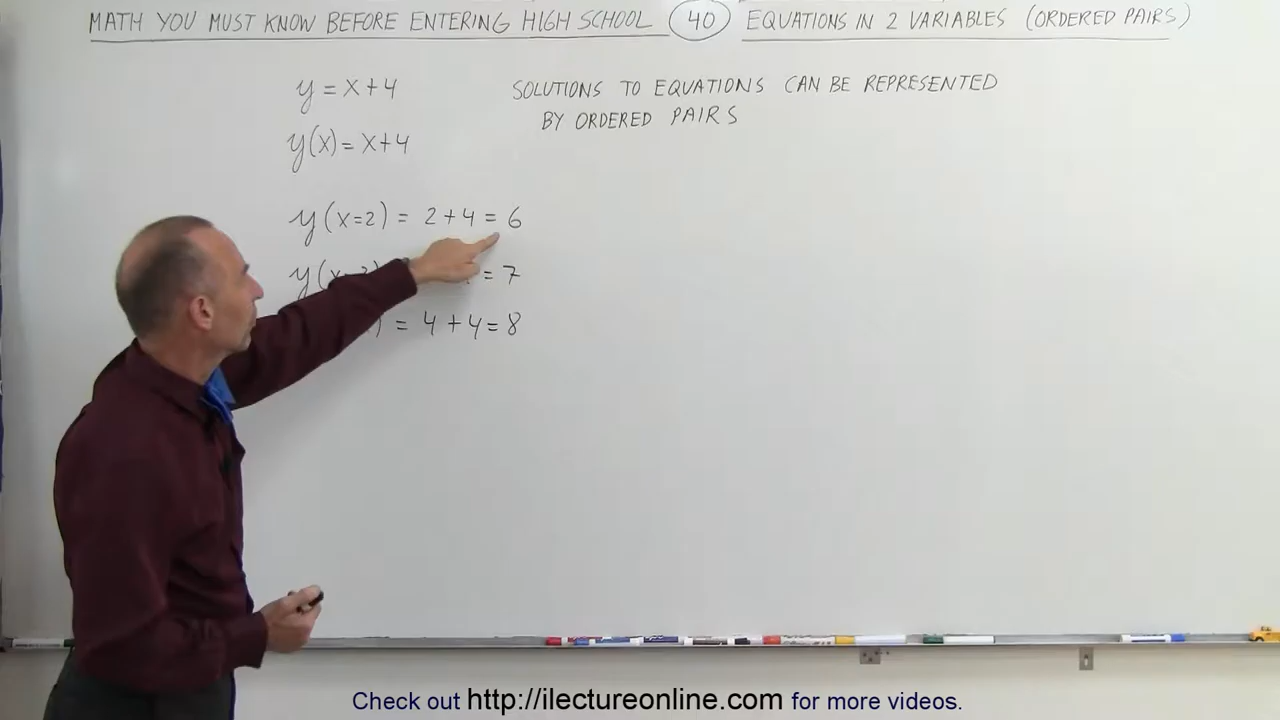 MATH YOU MUST KNOW BEFORE ENTERING HIGH SCHOOL 40 EQUATIONS IN 2 VARIABLES (ORDERED PAIRS)
y = x+4 SOLUTIONS TO EQUATIONS CAN BE REPRESENTED
BY ORDERED PAIRS
y(x) = x+4
y(x=2) = 2+4 = 6
= 7
= 4+4=8
Check out http://ilectureonline.com for more videos.